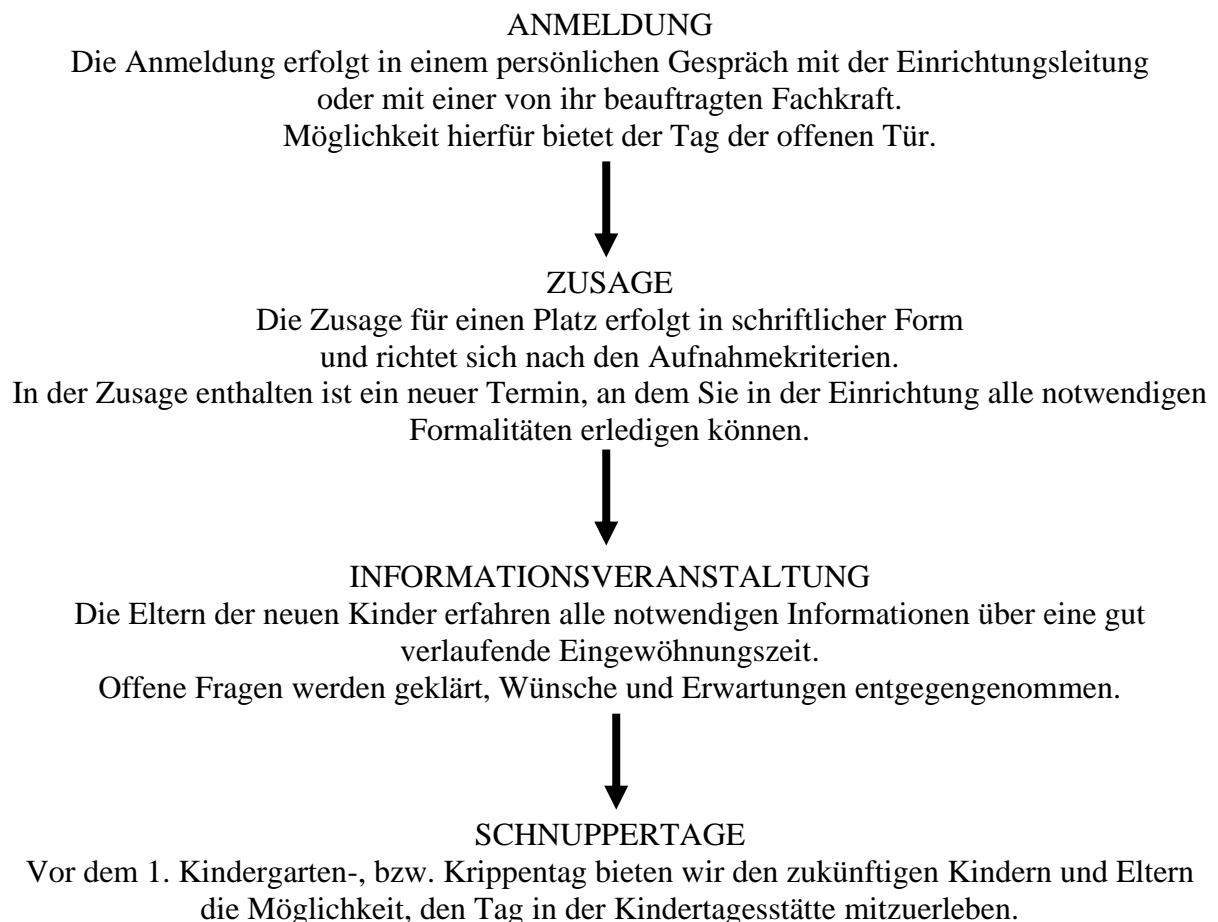 ANMELDUNG
Die Anmeldung erfolgt in einem persönlichen Gespräch mit der Einrichtungsleitung
oder mit einer von ihr beauftragten Fachkraft.
Möglichkeit hierfür bietet der Tag der offenen Tür.
ZUSAGE
Die Zusage für einen Platz erfolgt in schriftlicher Form
und richtet sich nach den Aufnahmekriterien.
In der Zusage enthalten ist ein neuer Termin, an dem Sie in der Einrichtung alle notwendigen
Formalitäten erledigen können.
INFORMATIONSVERANSTALTUNG
Die Eltern der neuen Kinder erfahren alle notwendigen Informationen über eine gut
verlaufende Eingewöhnungszeit.
Offene Fragen werden geklärt, Wünsche und Erwartungen entgegengenommen.
SCHNUPPERTAGE
Vor dem 1. Kindergarten-, bzw. Krippentag bieten wir den zukünftigen Kindern und Eltern
die Möglichkeit, den Tag in der Kindertagesstätte mitzuerleben.